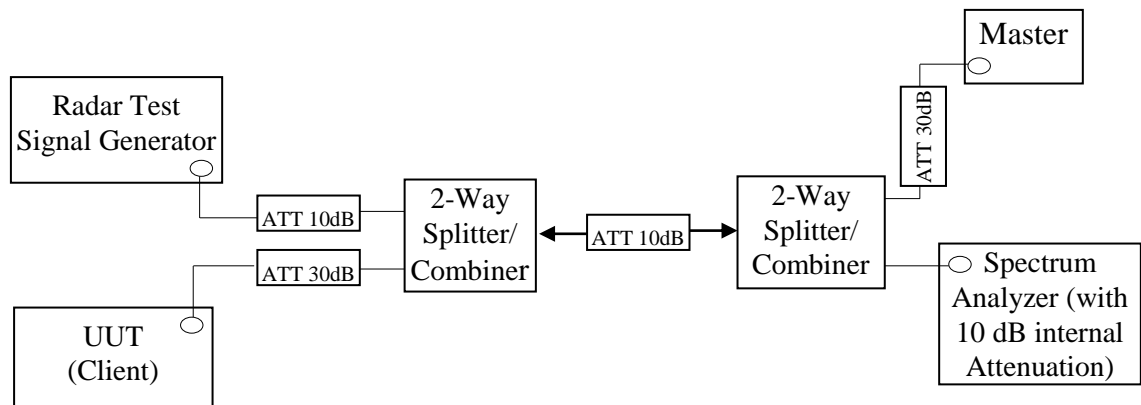 Master
ATT 30dB
Radar Test
Signal Generator
ATT 10dB
2-Way
Splitter/
Combiner
ATT 10dB
2-Way
Splitter/
Combiner
ATT 30dB
UUT
(Client)
Spectrum
Analyzer (with
10 dB internal
Attenuation)